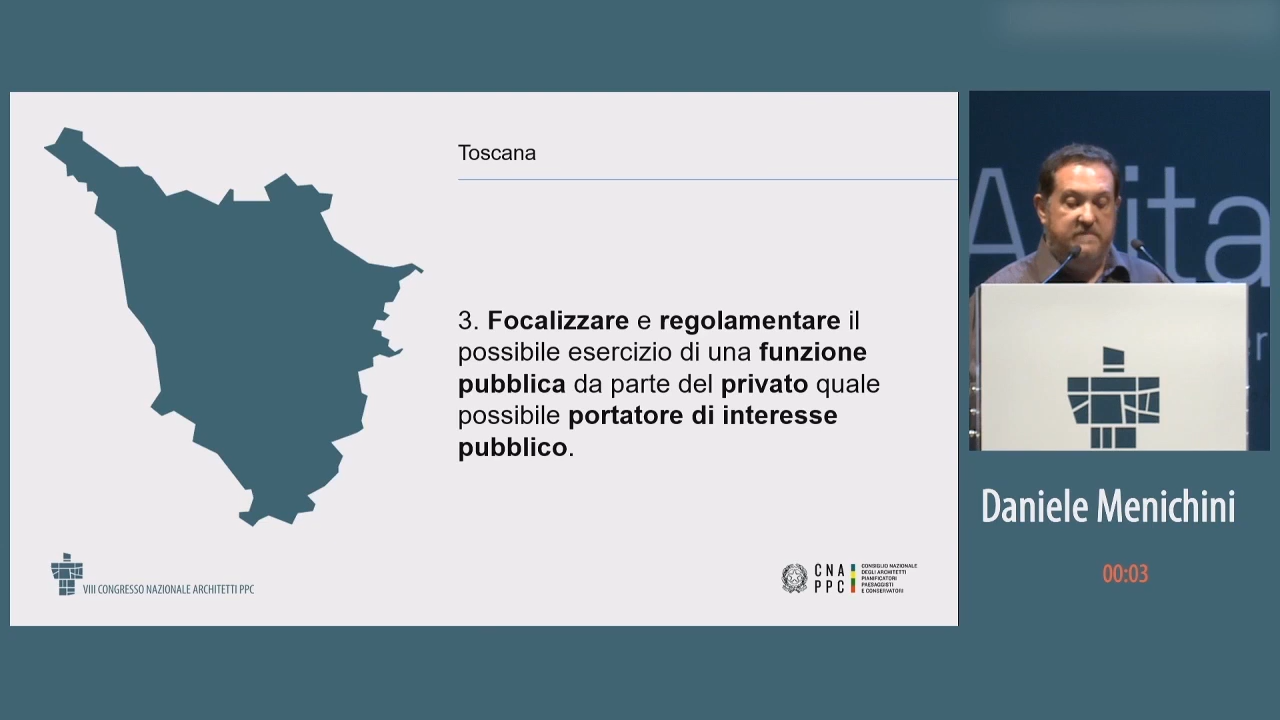 Toscana
3. Focalizzare e regolamentare il
possibile esercizio di una funzione
pubblica da parte del privato quale
possibile portatore di interesse
pubblico.
VIII CONGRESSO NAZIONALE ARCHITETTI PPC
CNA
PPC
CONSIGLIO NAZIONALE
DEGLI ARCHITETTI
PIANIFICATORI
PAESAGGISTI
E CONSERVATORI
Daniele Menichini
00:03